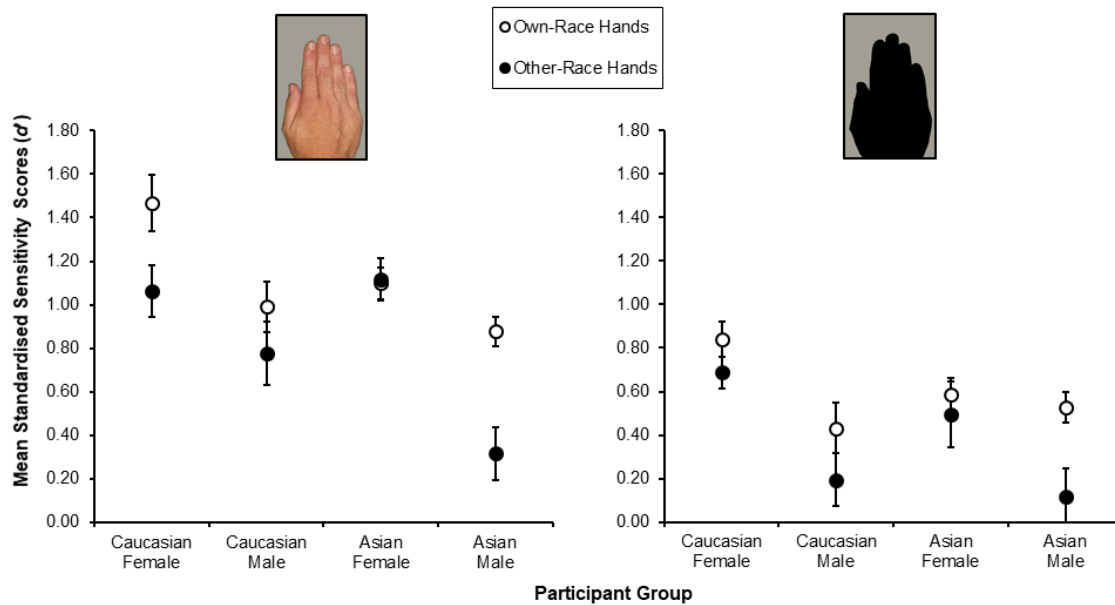 Own-Race Hands
Other-Race Hands
Mean Standardised Sensitivity Scores (d')
1.80
1.60
1.40
1.20
1.00
0.80
0.60
0.40
0.20
0.00
Caucasian
Female
Caucasian
Male
Asian
Female
Asian
Male
1.80
1.60
1.40
1.20
1.00
0.80
0.60
0.40
0.20
0.00
Caucasian
Female
Caucasian
Male
Asian
Female
Asian
Male
Participant Group